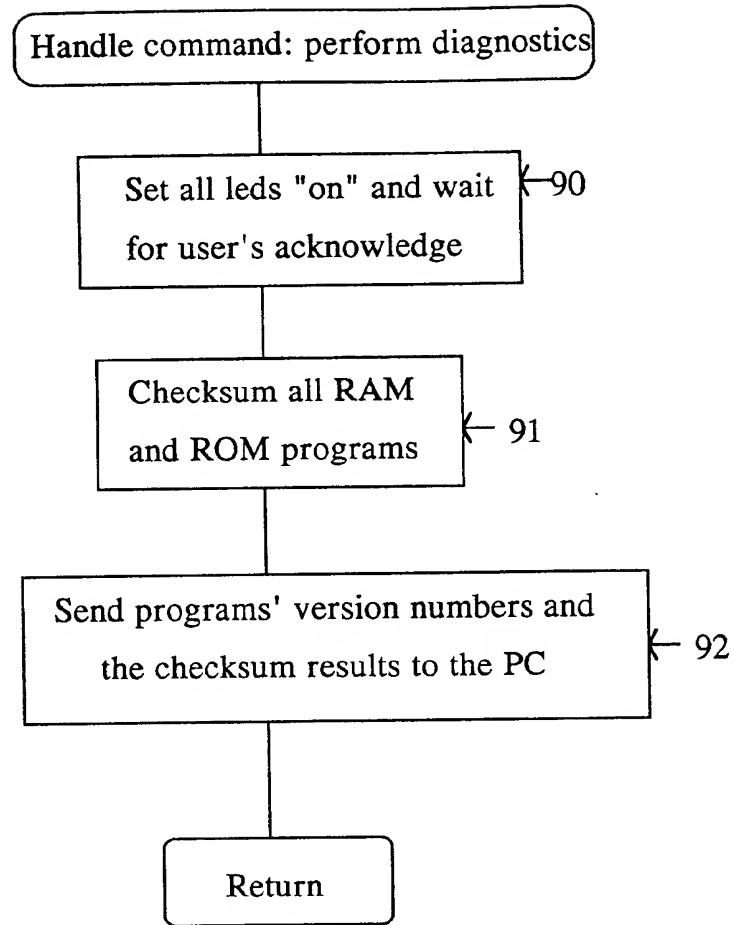 Handle command: perform diagnostics
Set all leds "on" and wait
for user's acknowledge
90
Checksum all RAM
and ROM programs
91
Send programs' version numbers and
the checksum results to the PC
92
Return